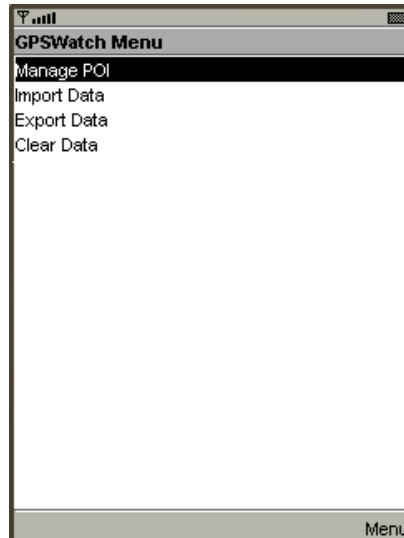 GPSWatch Menu
Manage POI
Import Data
Export Data
Clear Data
Menu